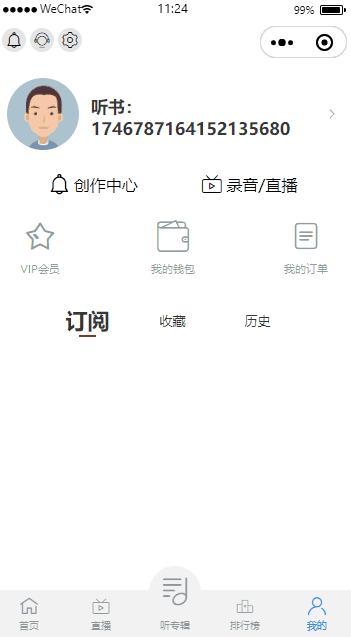 WeChat 11:24 99%
听书：
1746787164152135680
创作中心 录音/直播
VIP会员 我的钱包 我的订单
订阅 收藏 历史
首页 直播 听专辑 排行榜 我的